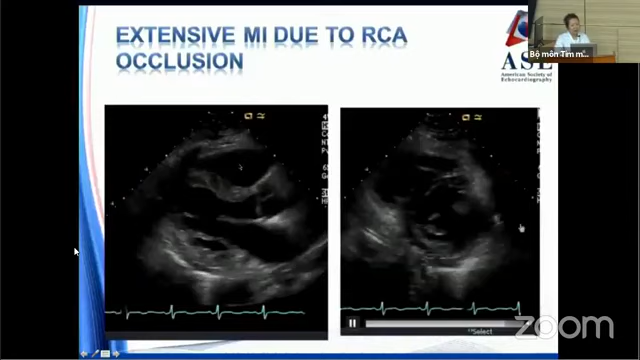 EXTENSIVE MI DUE TO RCA
OCCLUSION
ASE
American Society of
Echocardiography
Bộ môn Tim m...
Select
zoom